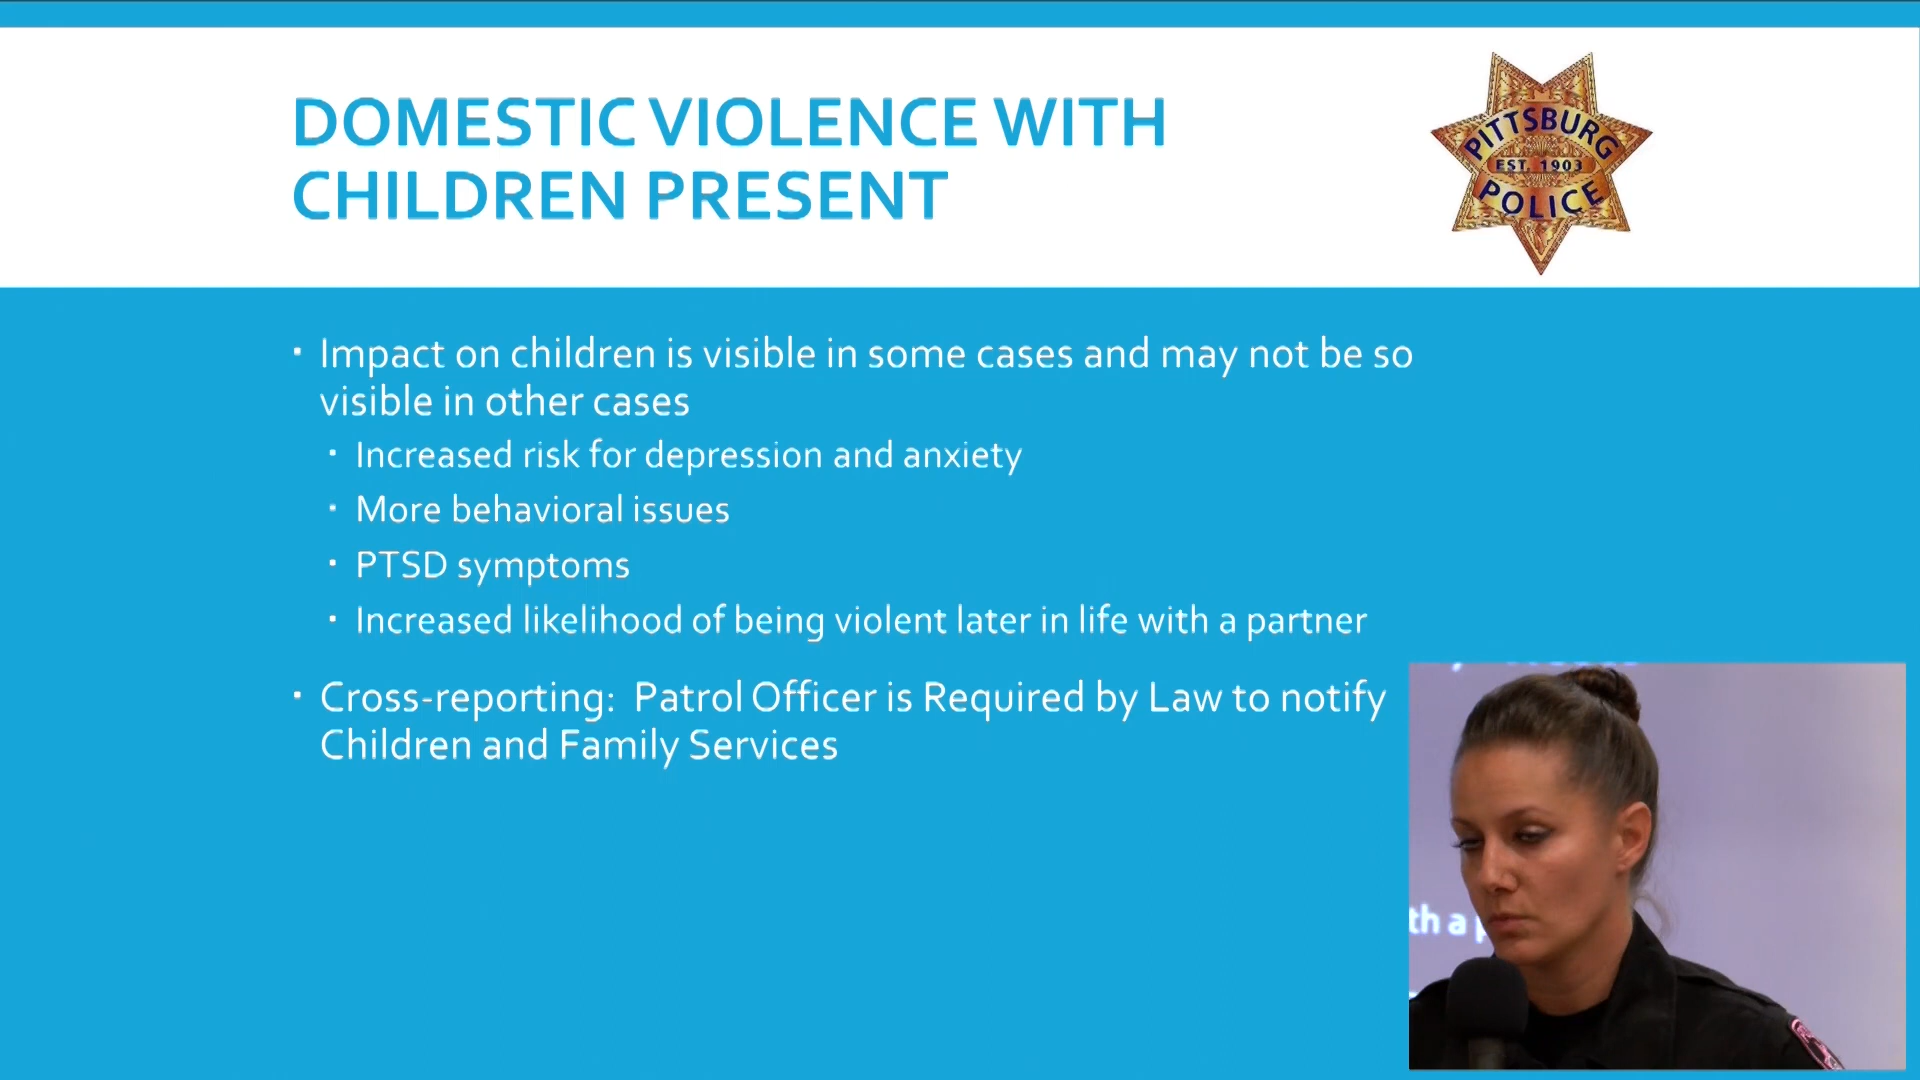 DOMESTIC VIOLENCE WITH
CHILDREN PRESENT
PITTSBURG
EST. 1903
POLICE
▪ Impact on children is visible in some cases and may not be so
visible in other cases
▪ Increased risk for depression and anxiety
▪ More behavioral issues
▪ PTSD symptoms
▪ Increased likelihood of being violent later in life with a partner
▪ Cross-reporting: Patrol Officer is Required by Law to notify
Children and Family Services
th a p